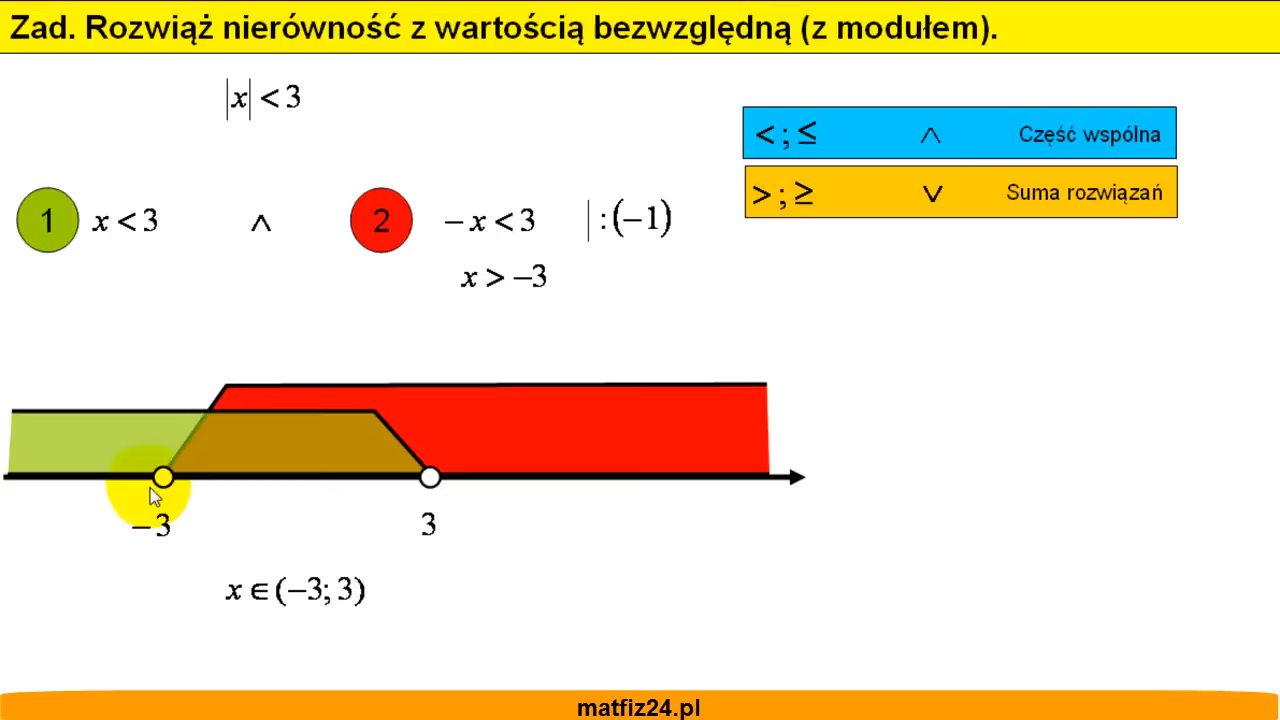 Zad. Rozwiąż nierówność z wartością bezwzględną (z modułem).
|x| < 3
< ; ≤ ∧ Część wspólna
> ; ≥ ∨ Suma rozwiązań
1 x < 3 ∧ 2 − x < 3 | : (−1)
x > −3
−3 3
x ∈ (−3; 3)
matfiz24.pl